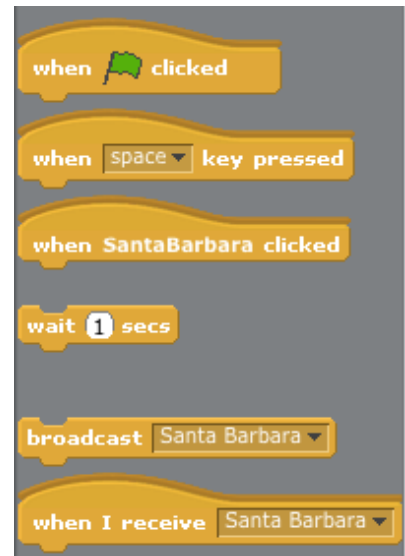 when clicked
when space key pressed
when SantaBarbara clicked
wait 1 secs
broadcast Santa Barbara
when I receive Santa Barbara